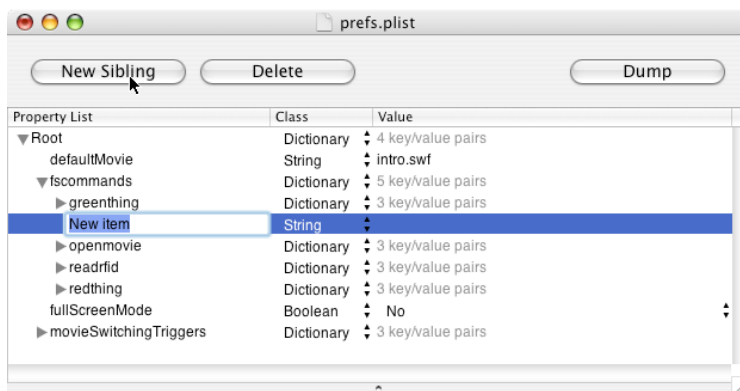 prefs.plist
New Sibling Delete Dump
Property List Class Value
Root Dictionary 4 key/value pairs
defaultMovie String intro.swf
fscommands Dictionary 5 key/value pairs
greenthing Dictionary 3 key/value pairs
New item String
openmovie Dictionary 3 key/value pairs
readrfid Dictionary 3 key/value pairs
redthing Dictionary 3 key/value pairs
fullScreenMode Boolean No
movieSwitchingTriggers Dictionary 3 key/value pairs